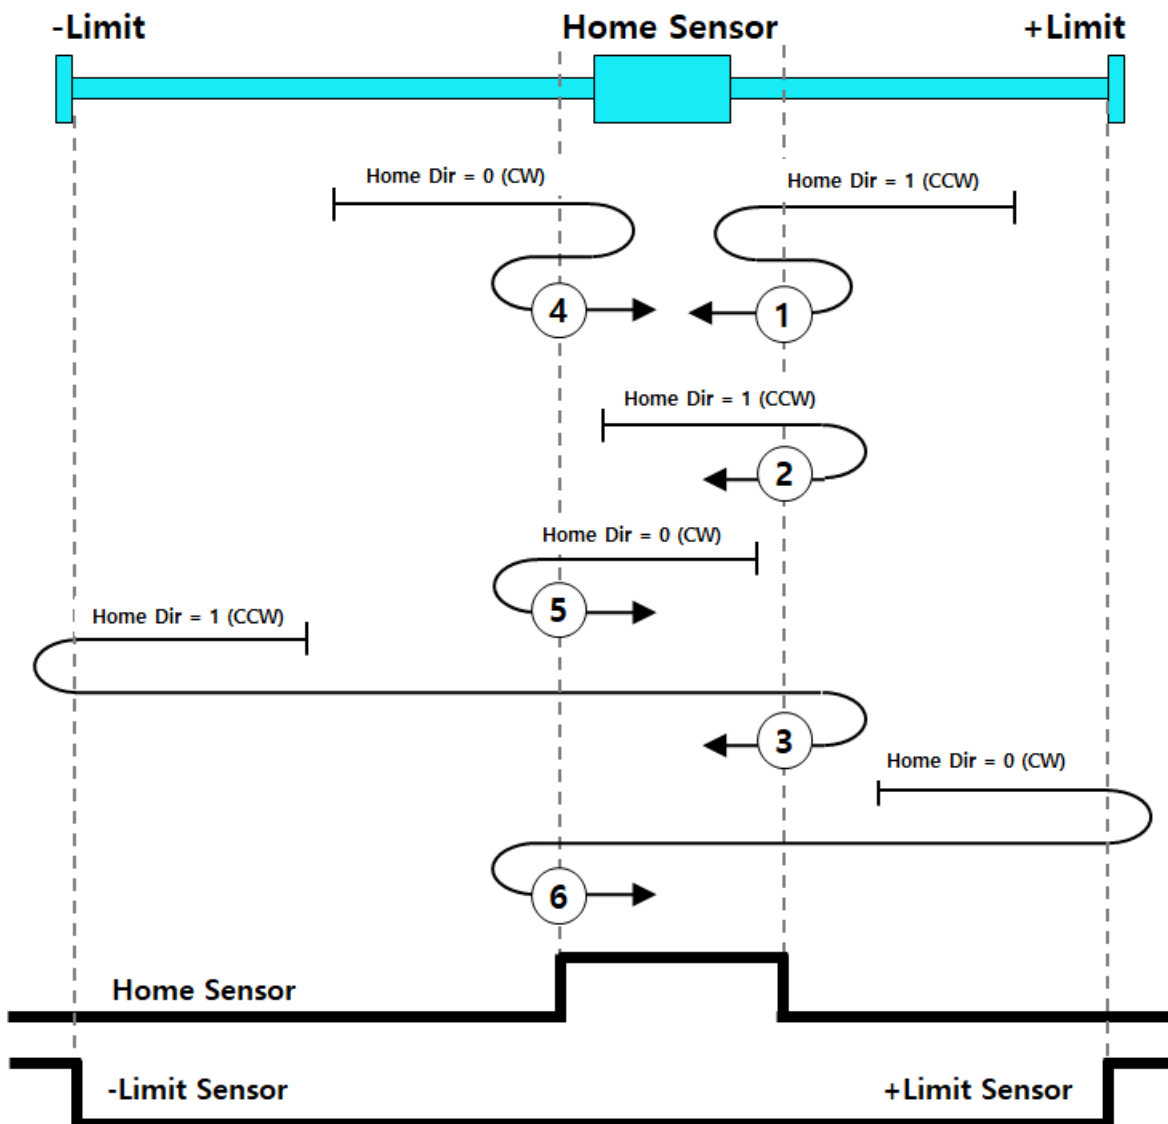 -Limit
Home Sensor
+Limit
Home Dir = 0 (CW)
Home Dir = 1 (CCW)
4
1
Home Dir = 1 (CCW)
2
Home Dir = 0 (CW)
5
Home Dir = 1 (CCW)
3
Home Dir = 0 (CW)
6
Home Sensor
-Limit Sensor
+Limit Sensor